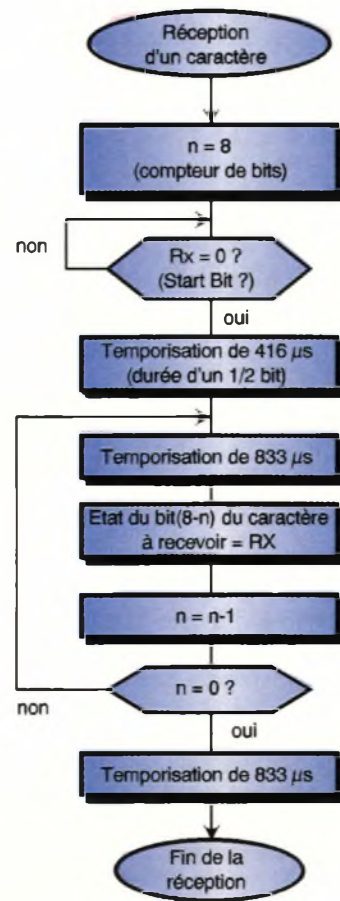 Réception
d'un caractère
n = 8
(compteur de bits)
non
Rx = 0 ?
(Start Bit ?)
oui
Temporisation de 416 µs
(durée d'un 1/2 bit)
Temporisation de 833 µs
Etat du bit(8-n) du caractère
à recevoir = RX
n = n-1
n = 0 ?
non
oui
Temporisation de 833 µs
Fin de la
réception